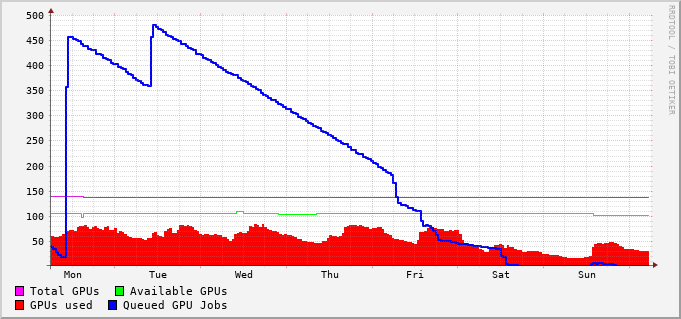 500
450
400
350
300
250
200
150
100
50
Mon Tue Wed Thu Fri Sat Sun
Total GPUs Available GPUs
GPUs used Queued GPU Jobs
RRDTOOL / TOBI OETIKER